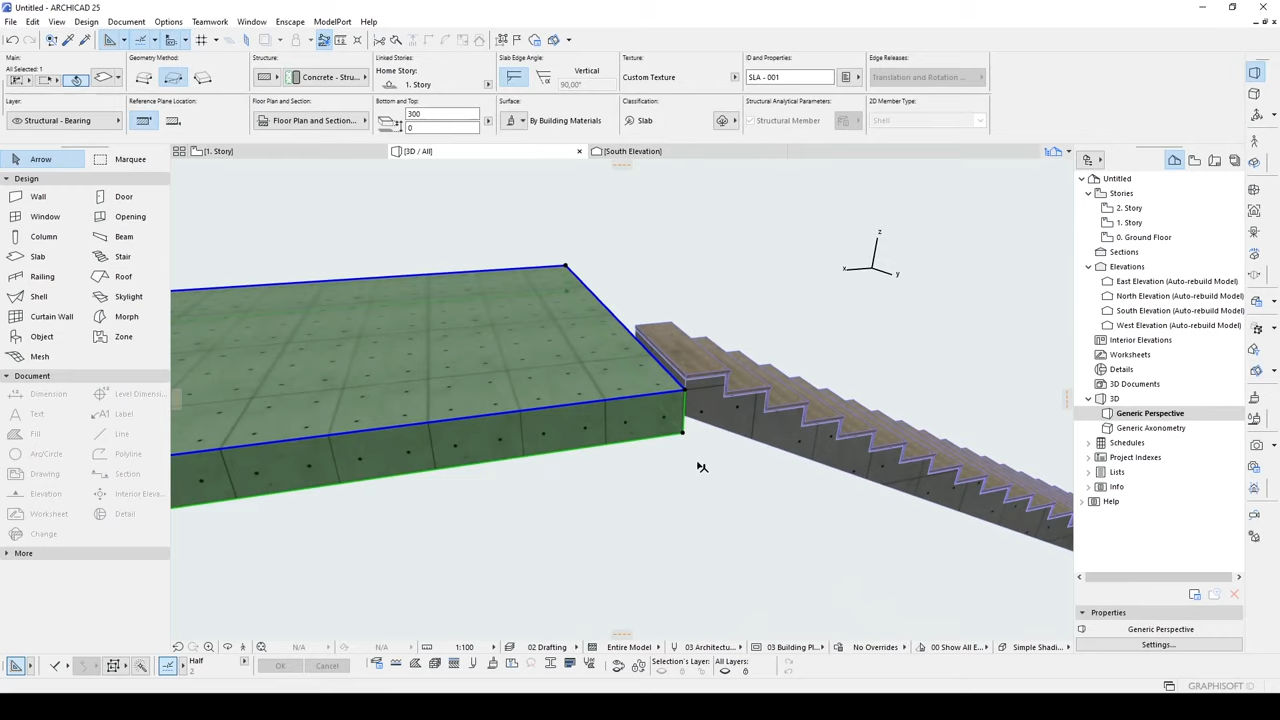 Untitled - ARCHICAD 25
File Edit View Design Document Options Teamwork Window Enscape ModelPort Help
Main:
All Selected: 1
Geometry Method:
Structure:
Concrete - Stru...
Linked Stories:
Home Story:
1. Story
Slab Edge Angle:
Vertical
90,00°
Texture:
Custom Texture
ID and Properties:
SLA - 001
Edge Releases:
Translation and Rotation ...
Layer:
Structural - Bearing
Reference Plane Location:
Floor Plan and Section:
Floor Plan and Section...
Bottom and Top:
300
0
Surface:
By Building Materials
Classification:
Slab
Structural Analytical Parameters:
Structural Member
2D Member Type:
Shell
[1. Story]
[3D / All]
[South Elevation]
Arrow Marquee
Design
Wall Door
Window Opening
Column Beam
Slab Stair
Railing Roof
Shell Skylight
Curtain Wall Morph
Object Zone
Mesh
Document
Dimension Level Dimensi...
Text Label
Fill Line
Arc/Circle Polyline
Drawing Section
Elevation Interior Eleva...
Worksheet Detail
Change
More
z
x
y
Untitled
Stories
2. Story
1. Story
0. Ground Floor
Sections
Elevations
East Elevation (Auto-rebuild Model)
North Elevation (Auto-rebuild Model)
South Elevation (Auto-rebuild Model)
West Elevation (Auto-rebuild Model)
Interior Elevations
Worksheets
Details
3D Documents
3D
Generic Perspective
Generic Axonometry
Schedules
Project Indexes
Lists
Info
Help
Properties
Generic Perspective
Settings...
N/A N/A 1:100 02 Drafting Entire Model 03 Architectu... 03 Building Pl... No Overrides 00 Show All E... Simple Shadi...
Half
2
OK Cancel
Selection's Layer: All Layers:
GRAPHISOFT ID